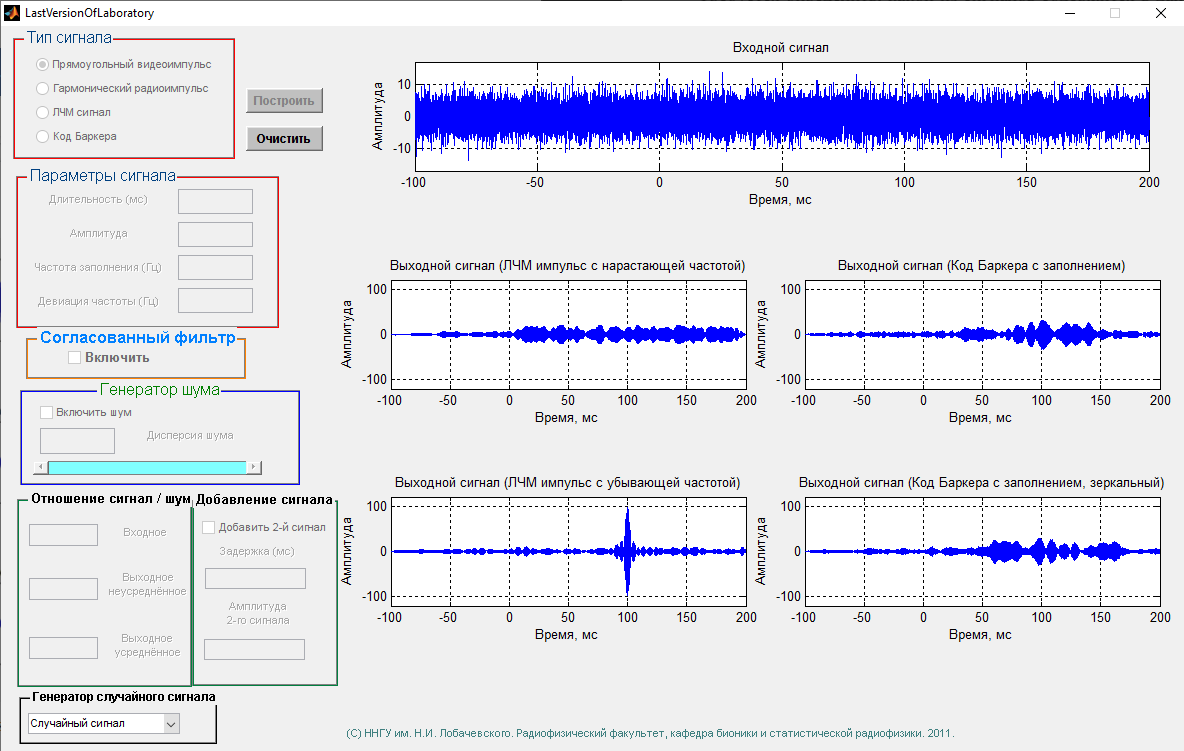 LastVersionOfLaboratory
Тип сигнала
Прямоугольный видеоимпульс
Гармонический радиоимпульс
ЛЧМ сигнал
Код Баркера
Построить
Очистить
Параметры сигнала
Длительность (мс)
Амплитуда
Частота заполнения (Гц)
Девиация частоты (Гц)
Согласованный фильтр
Включить
Генератор шума
Включить шум
Дисперсия шума
Отношение сигнал / шум
Входное
Выходное
неусреднённое
Выходное
усреднённое
Добавление сигнала
Добавить 2-й сигнал
Задержка (мс)
Амплитуда
2-го сигнала
Генератор случайного сигнала
Случайный сигнал
Входной сигнал
Амплитуда
10
0
-10
-100 -50 0 50 100 150 200
Время, мс
Выходной сигнал (ЛЧМ импульс с нарастающей частотой)
Амплитуда
100
0
-100
-100 -50 0 50 100 150 200
Время, мс
Выходной сигнал (Код Баркера с заполнением)
Амплитуда
100
0
-100
-100 -50 0 50 100 150 200
Время, мс
Выходной сигнал (ЛЧМ импульс с убывающей частотой)
Амплитуда
100
0
-100
-100 -50 0 50 100 150 200
Время, мс
Выходной сигнал (Код Баркера с заполнением, зеркальный)
Амплитуда
100
0
-100
-100 -50 0 50 100 150 200
Время, мс
(С) ННГУ им. Н.И. Лобачевского. Радиофизический факультет, кафедра бионики и статистической радиофизики. 2011.